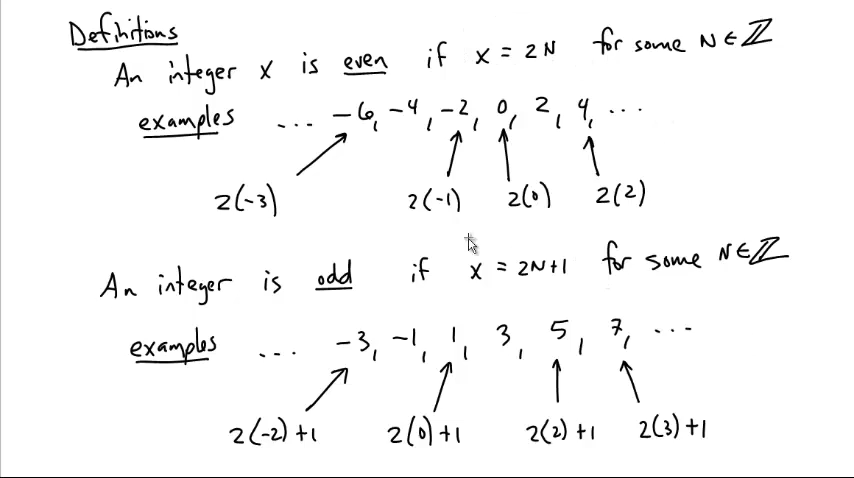 Definitions
An integer x is even if x = 2N for some N ∈ ℤ
examples ... -6, -4, -2, 0, 2, 4, ...
2(-3) 2(-1) 2(0) 2(2)
An integer is odd if x = 2N+1 for some N ∈ ℤ
examples ... -3, -1, 1, 3, 5, 7, ...
2(-2)+1 2(0)+1 2(2)+1 2(3)+1